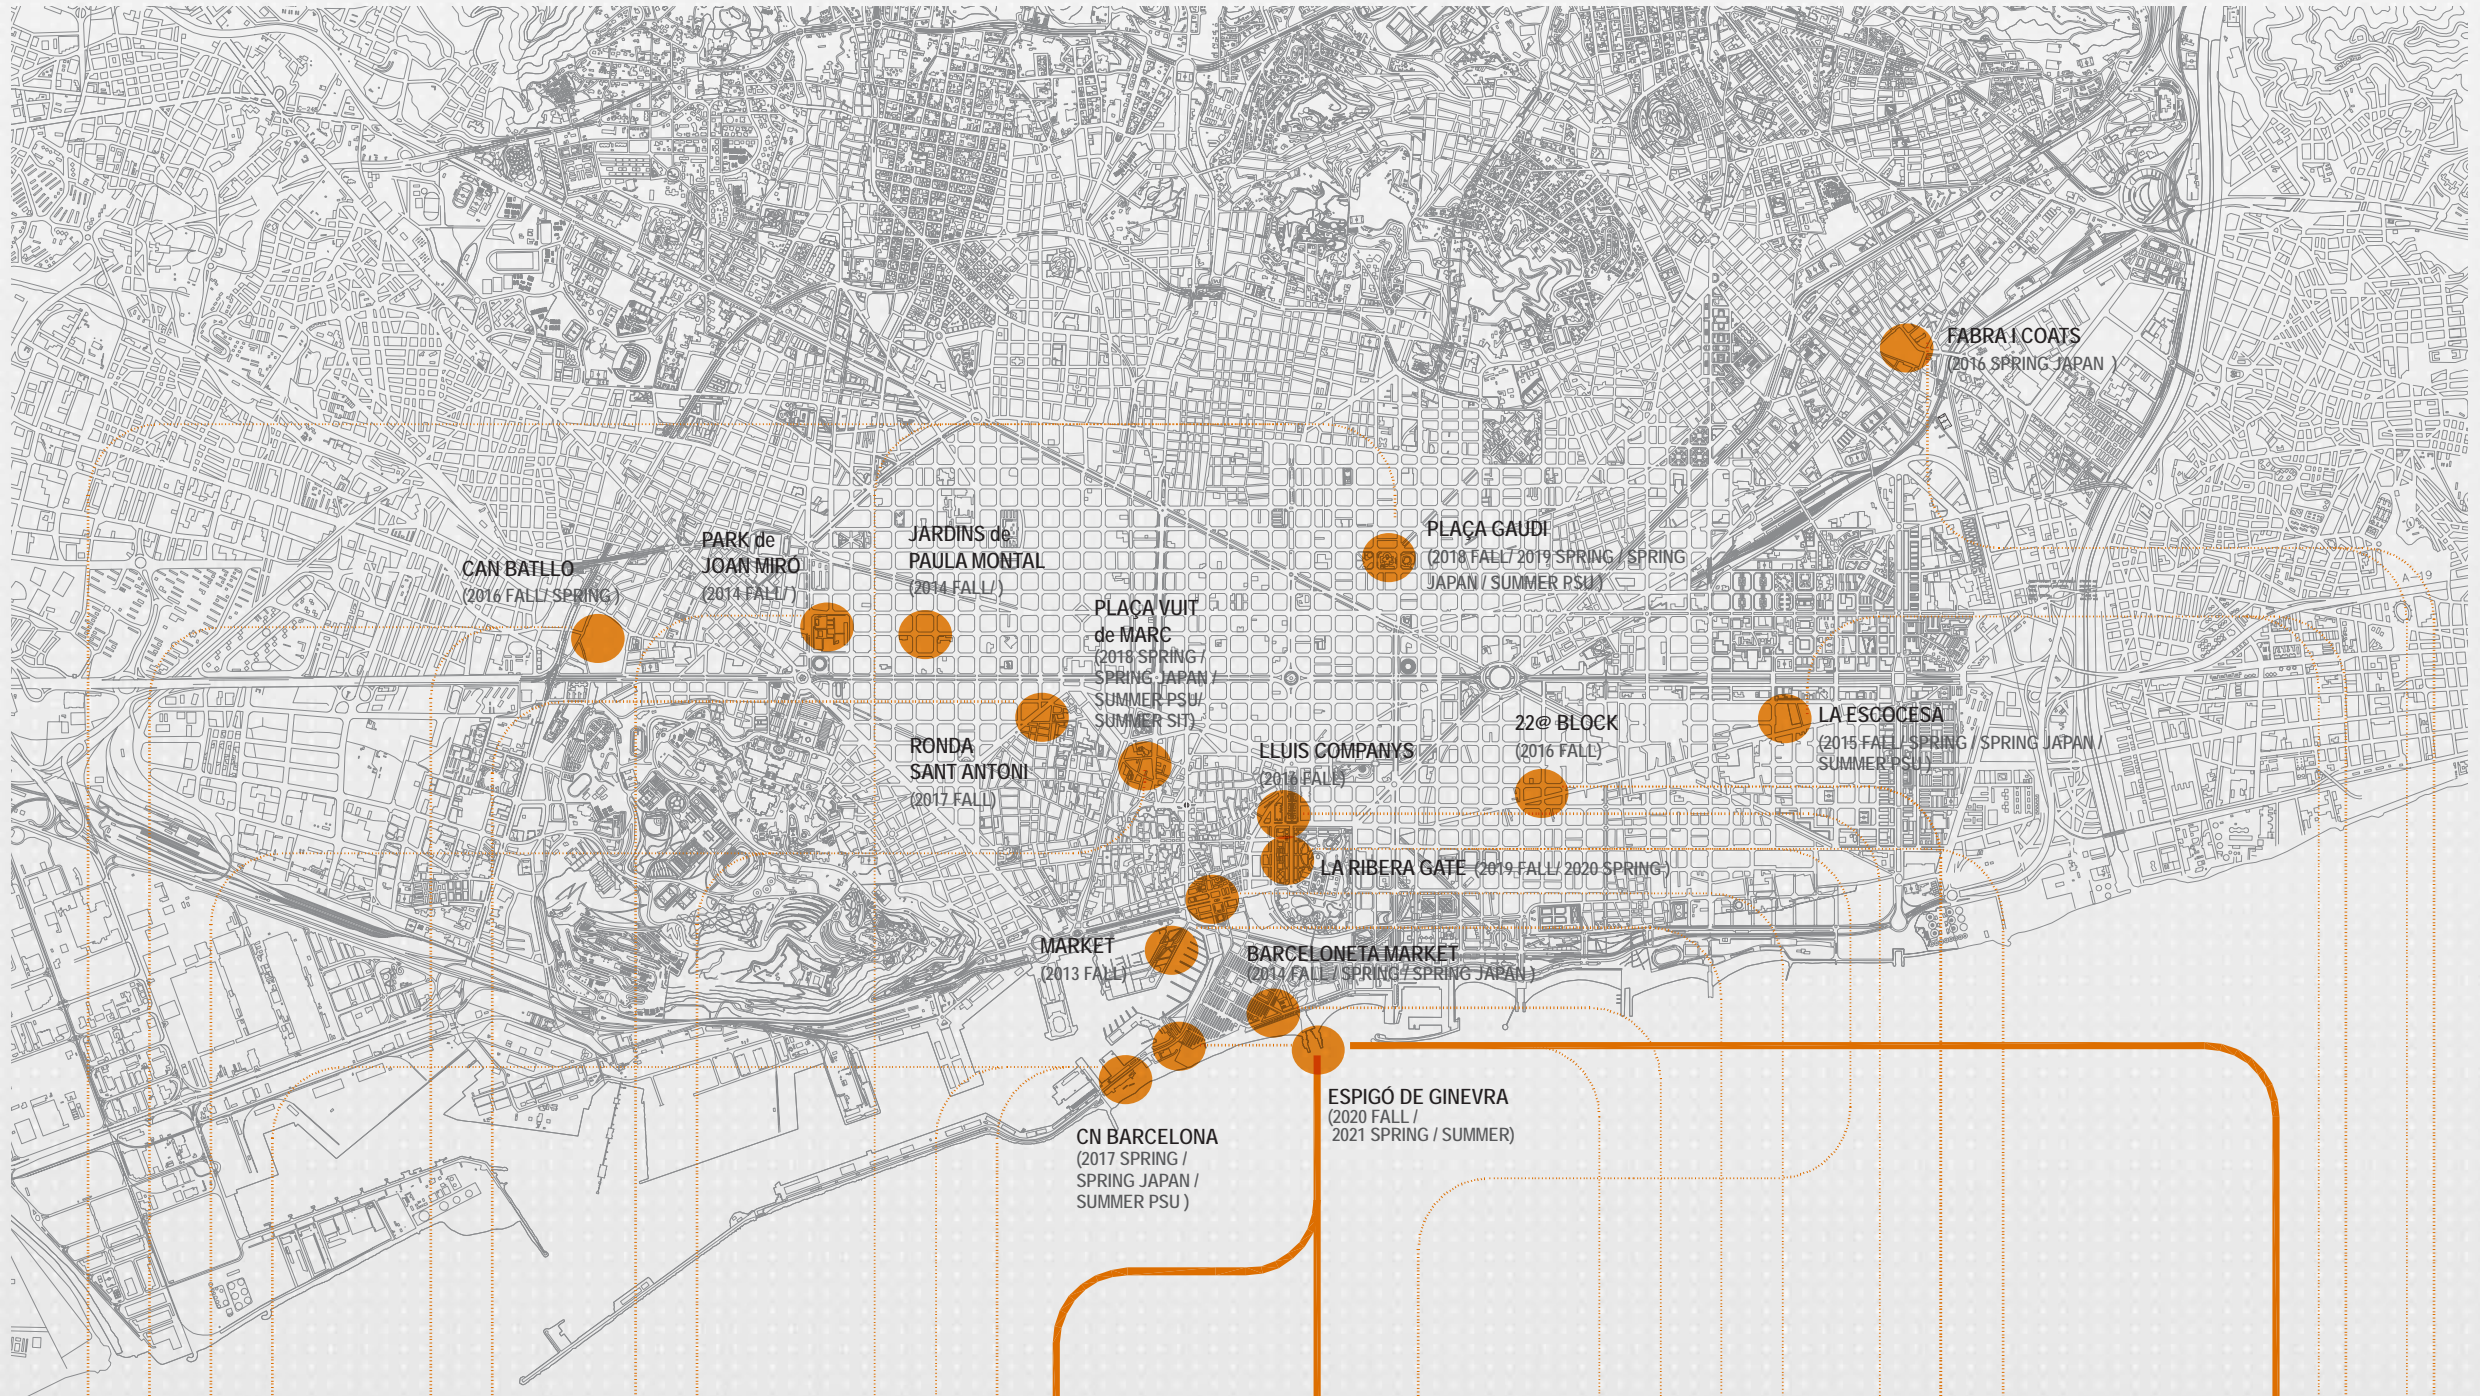 FABRA I COATS
(2016 SPRING JAPAN )
PLAÇA GAUDI
(2018 FALL/ 2019 SPRING / SPRING
JAPAN / SUMMER PSU )
JARDINS de
PAULA MONTAL
(2014 FALL/ )
PARK de
JOAN MIRÓ
(2014 FALL/ )
CAN BATLLO
(2016 FALL/ SPRING )
A-19
PLAÇA VUIT
de MARC
(2018 SPRING /
SPRING JAPAN /
SUMMER PSU/
SUMMER SIT)
RONDA
SANT ANTONI
(2017 FALL)
LLUIS COMPANYS
(2016 FALL)
22@ BLOCK
(2016 FALL)
LA ESCOCESA
(2015 FALL/ SPRING / SPRING JAPAN /
SUMMER PSU )
LA RIBERA GATE (2019 FALL/ 2020 SPRING )
MARKET
(2013 FALL)
BARCELONETA MARKET
(2014 FALL / SPRING / SPRING JAPAN )
ESPIGÓ DE GINEVRA
(2020 FALL /
2021 SPRING / SUMMER)
CN BARCELONA
(2017 SPRING /
SPRING JAPAN /
SUMMER PSU )